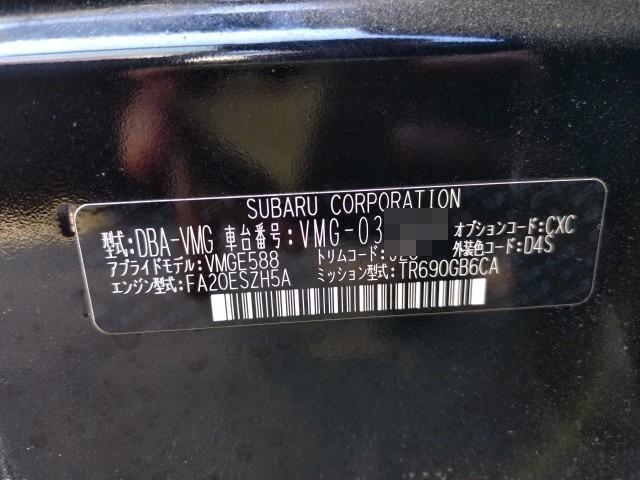 SUBARU CORPORATION
型式:DBA-VMG 車台番号:VMG-03 オプションコード:CXC
アプライドモデル:VMGE588 トリムコード: 外装色コード:D4S
エンジン型式:FA20ESZH5A ミッション型式:TR690GB6CA